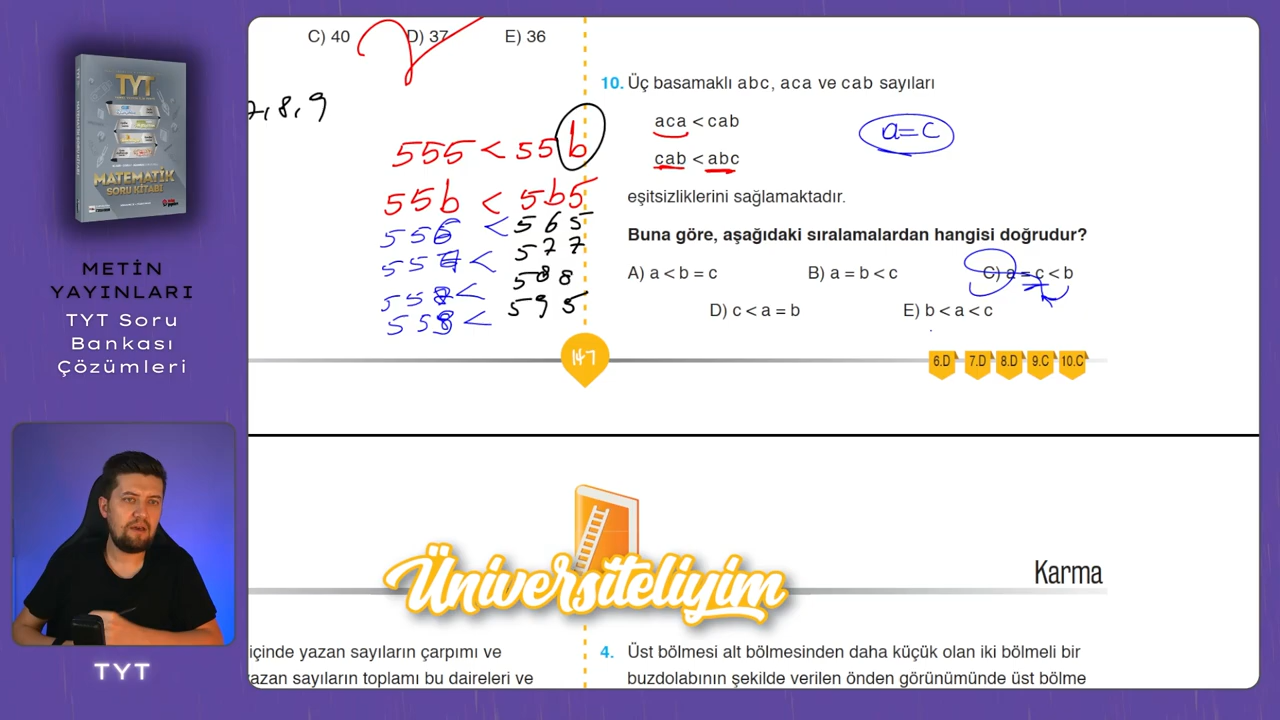 TYT
MATEMATİK
SORU KİTABI
METİN
YAYINLARI
TYT Soru
Bankası
Çözümleri
TYT
C) 40 D) 37 E) 36
7, 8, 9
555 < 55b
55b < 5b5
556 < 565
557 < 577
558 < 588
559 < 595
147
10. Üç basamaklı abc, aca ve cab sayıları
aca < cab
cab < abc
a = c
eşitsizliklerini sağlamaktadır.
Buna göre, aşağıdaki sıralamalardan hangisi doğrudur?
A) a < b = c B) a = b < c C) a = c < b
D) c < a = b E) b < a < c
6.D 7.D 8.D 9.C 10.C
Üniversiteliyim
Karma
içinde yazan sayıların çarpımı ve
yazan sayıların toplamı bu daireleri ve
4. Üst bölmesi alt bölmesinden daha küçük olan iki bölmeli bir
buzdolabının şekilde verilen önden görünümünde üst bölme